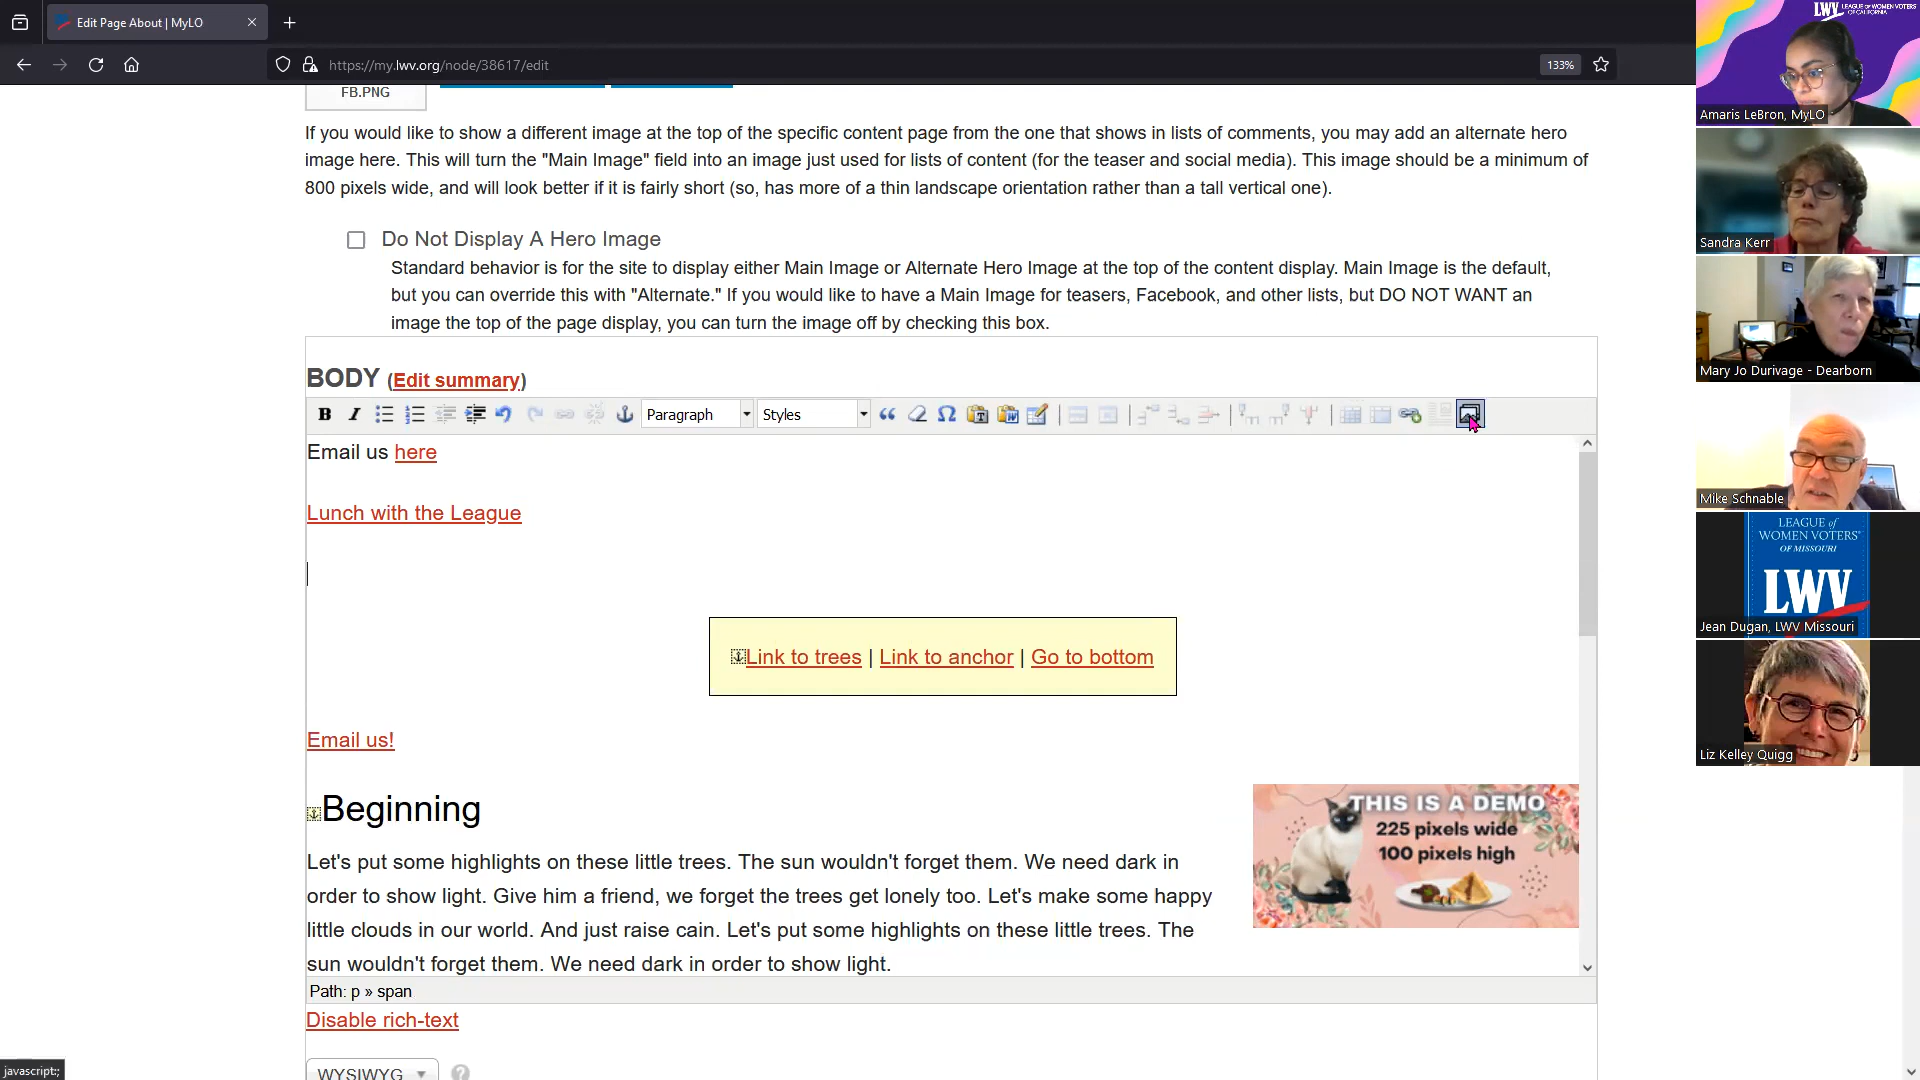 Edit Page About | MyLO
https://my.lwv.org/node/38617/edit
133%
FB.PNG
If you would like to show a different image at the top of the specific content page from the one that shows in lists of comments, you may add an alternate hero
image here. This will turn the "Main Image" field into an image just used for lists of content (for the teaser and social media). This image should be a minimum of
800 pixels wide, and will look better if it is fairly short (so, has more of a thin landscape orientation rather than a tall vertical one).
Do Not Display A Hero Image
Standard behavior is for the site to display either Main Image or Alternate Hero Image at the top of the content display. Main Image is the default,
but you can override this with "Alternate." If you would like to have a Main Image for teasers, Facebook, and other lists, but DO NOT WANT an
image the top of the page display, you can turn the image off by checking this box.
BODY (Edit summary)
Paragraph
Styles
Email us here
Lunch with the League
Link to trees | Link to anchor | Go to bottom
Email us!
Beginning
Let's put some highlights on these little trees. The sun wouldn't forget them. We need dark in
order to show light. Give him a friend, we forget the trees get lonely too. Let's make some happy
little clouds in our world. And just raise cain. Let's put some highlights on these little trees. The
sun wouldn't forget them. We need dark in order to show light.
THIS IS A DEMO
225 pixels wide
100 pixels high
Path: p » span
Disable rich-text
WYSIWYG
javascript:;
LWV LEAGUE OF WOMEN VOTERS
OF CALIFORNIA
Amaris LeBron, MyLO
Sandra Kerr
Mary Jo Durivage - Dearborn
Mike Schnable
LEAGUE of
WOMEN VOTERS
OF MISSOURI
LWV
Jean Dugan, LWV Missouri
Liz Kelley Quigg